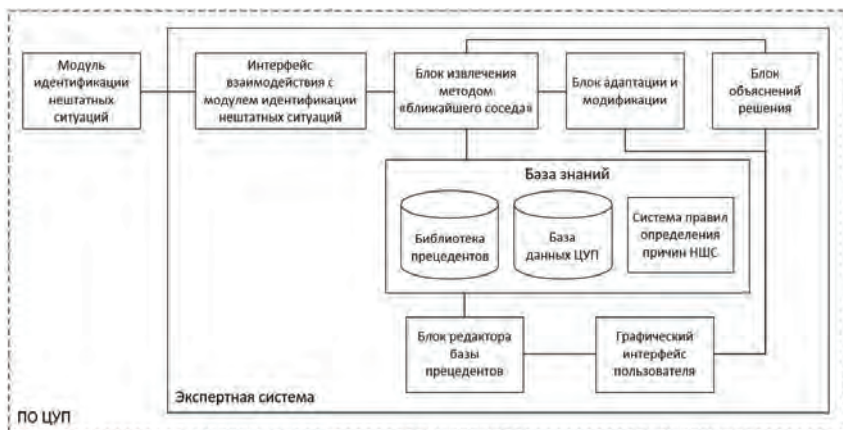 Модуль
идентификации
нештатных
ситуаций
Интерфейс
взаимодействия с
модулем идентификации
нештатных ситуаций
Блок извлечения
методом
«ближайшего соседа»
Блок адаптации и
модификации
Блок
объяснений
решения
База знаний
Библиотека
прецедентов
База
данных ЦУП
Система правил
определения
причин НШС
Блок редактора
базы
прецедентов
Графический
интерфейс
пользователя
Экспертная система
ПО ЦУП